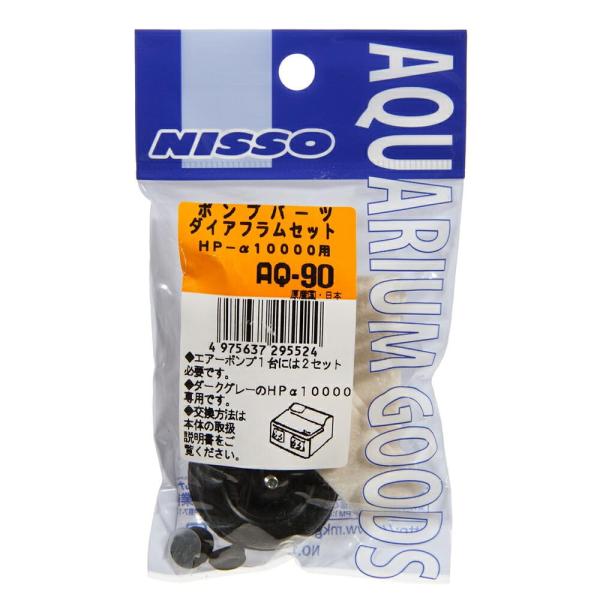 NISSO
AQUARIUM GOODS
ポンプパーツ
ダイアフラムセット
HP-α10000用
AQ-90
原産国・日本
4 975637 295524
◆エアーポンプ1台には2セット
必要です。
◆ダークグレーのHPα10000
専用です。
◆交換方法は
本体の取扱
説明書をご
覧ください。